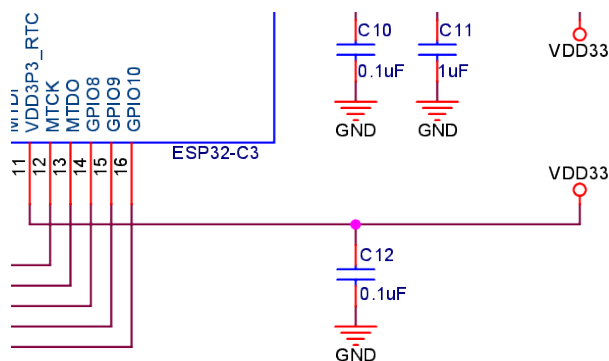 C10
0.1uF
GND
C11
1uF
GND
VDD33
VDD3P3_RTC
MTCK
MTDO
GPIO8
GPIO9
GPIO10
ESP32-C3
11
12
13
14
15
16
VDD33
C12
0.1uF
GND